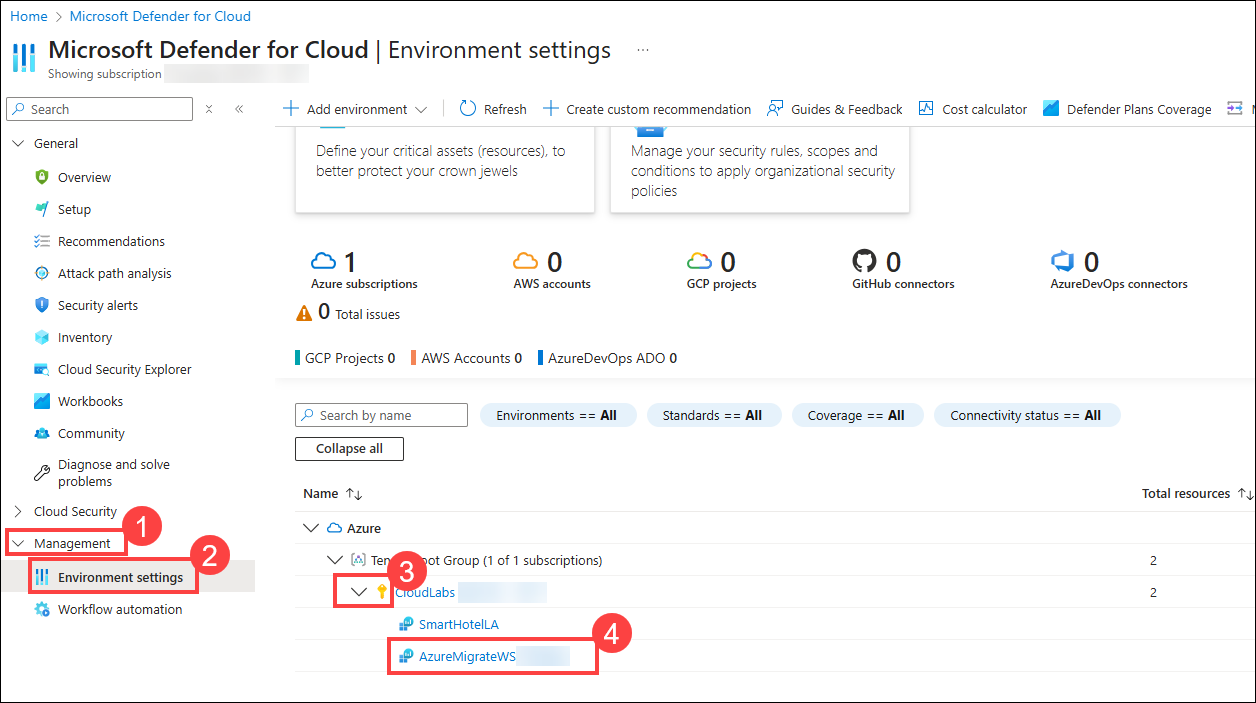 Home > Microsoft Defender for Cloud
Microsoft Defender for Cloud | Environment settings ...
Showing subscription
Search
Add environment
Refresh
Create custom recommendation
Guides & Feedback
Cost calculator
Defender Plans Coverage
General
Overview
Setup
Recommendations
Attack path analysis
Security alerts
Inventory
Cloud Security Explorer
Workbooks
Community
Diagnose and solve
problems
Cloud Security
1
Management
2
Environment settings
Workflow automation
Define your critical assets (resources), to
better protect your crown jewels
Manage your security rules, scopes and
conditions to apply organizational security
policies
1
Azure subscriptions
0
AWS accounts
0
GCP projects
0
GitHub connectors
0
AzureDevOps connectors
0 Total issues
GCP Projects 0
AWS Accounts 0
AzureDevOps ADO 0
Search by name
Environments == All
Standards == All
Coverage == All
Connectivity status == All
Collapse all
Name
Total resources
Azure
oot Group (1 of 1 subscriptions)
2
3
CloudLabs
2
SmartHotelLA
4
AzureMigrateWS